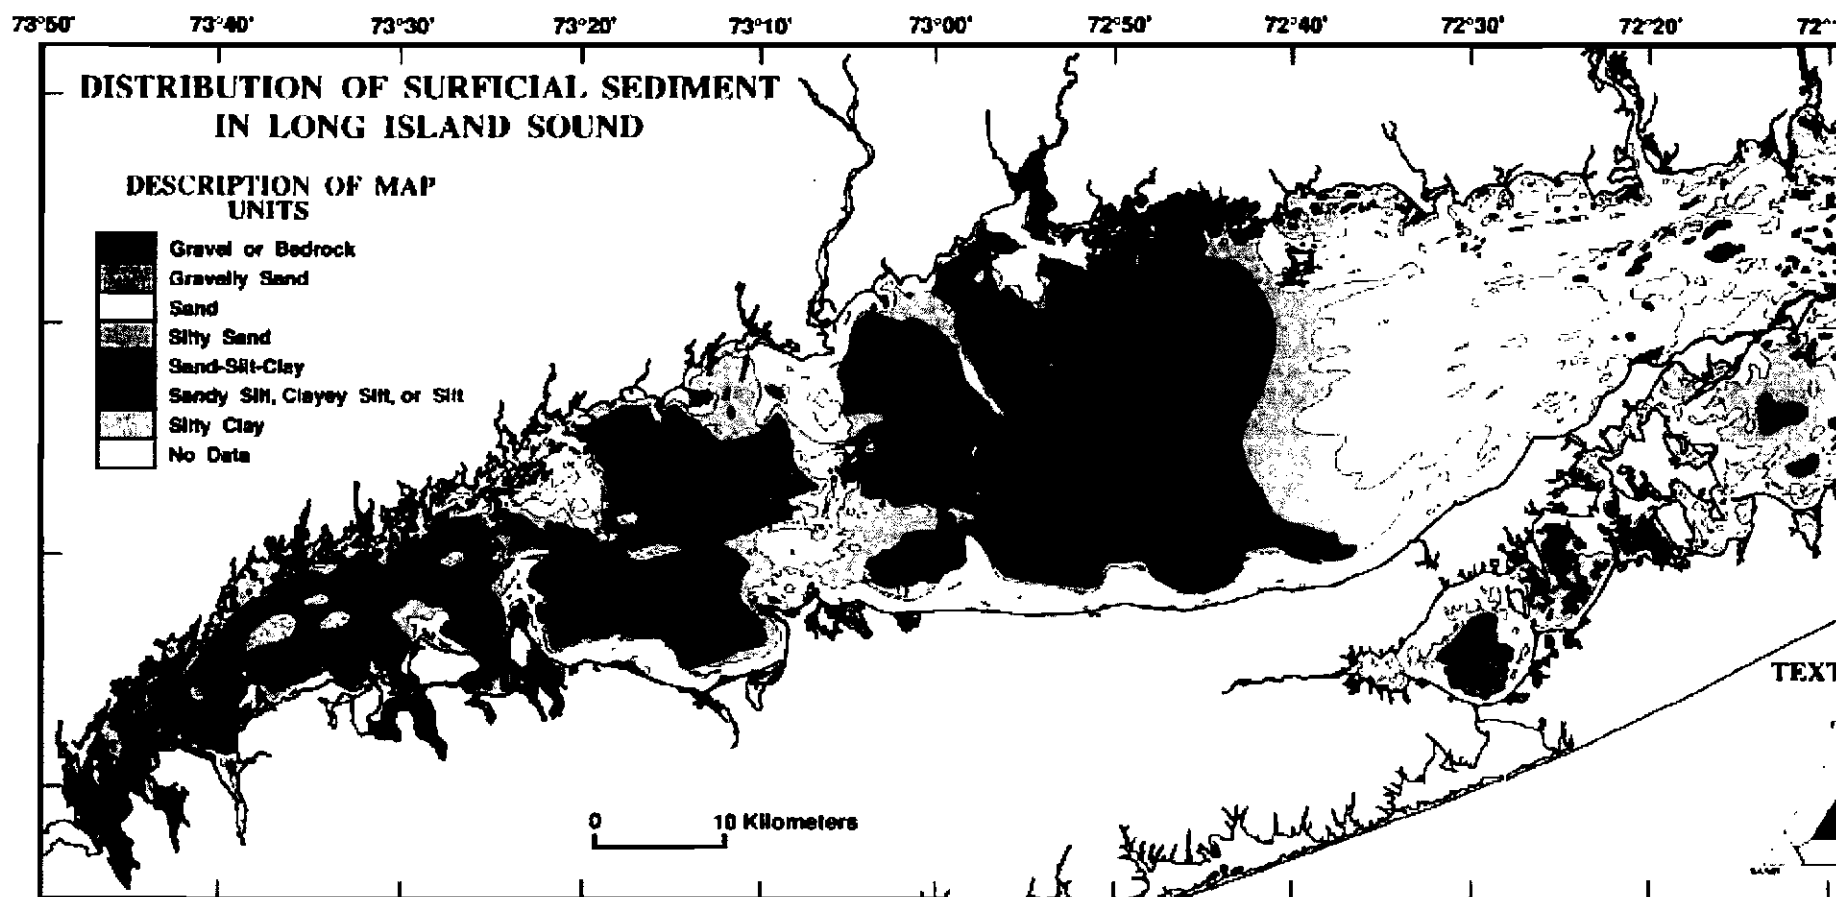 73°50' 73°40' 73°30' 73°20' 73°10' 73°00' 72°50' 72°40' 72°30' 72°20' 72°
DISTRIBUTION OF SURFICIAL SEDIMENT
IN LONG ISLAND SOUND
DESCRIPTION OF MAP
UNITS
Gravel or Bedrock
Gravelly Sand
Sand
Silty Sand
Sand-Silt-Clay
Sandy Silt, Clayey Silt, or Silt
Silty Clay
No Data
TEXT
0 10 Kilometers